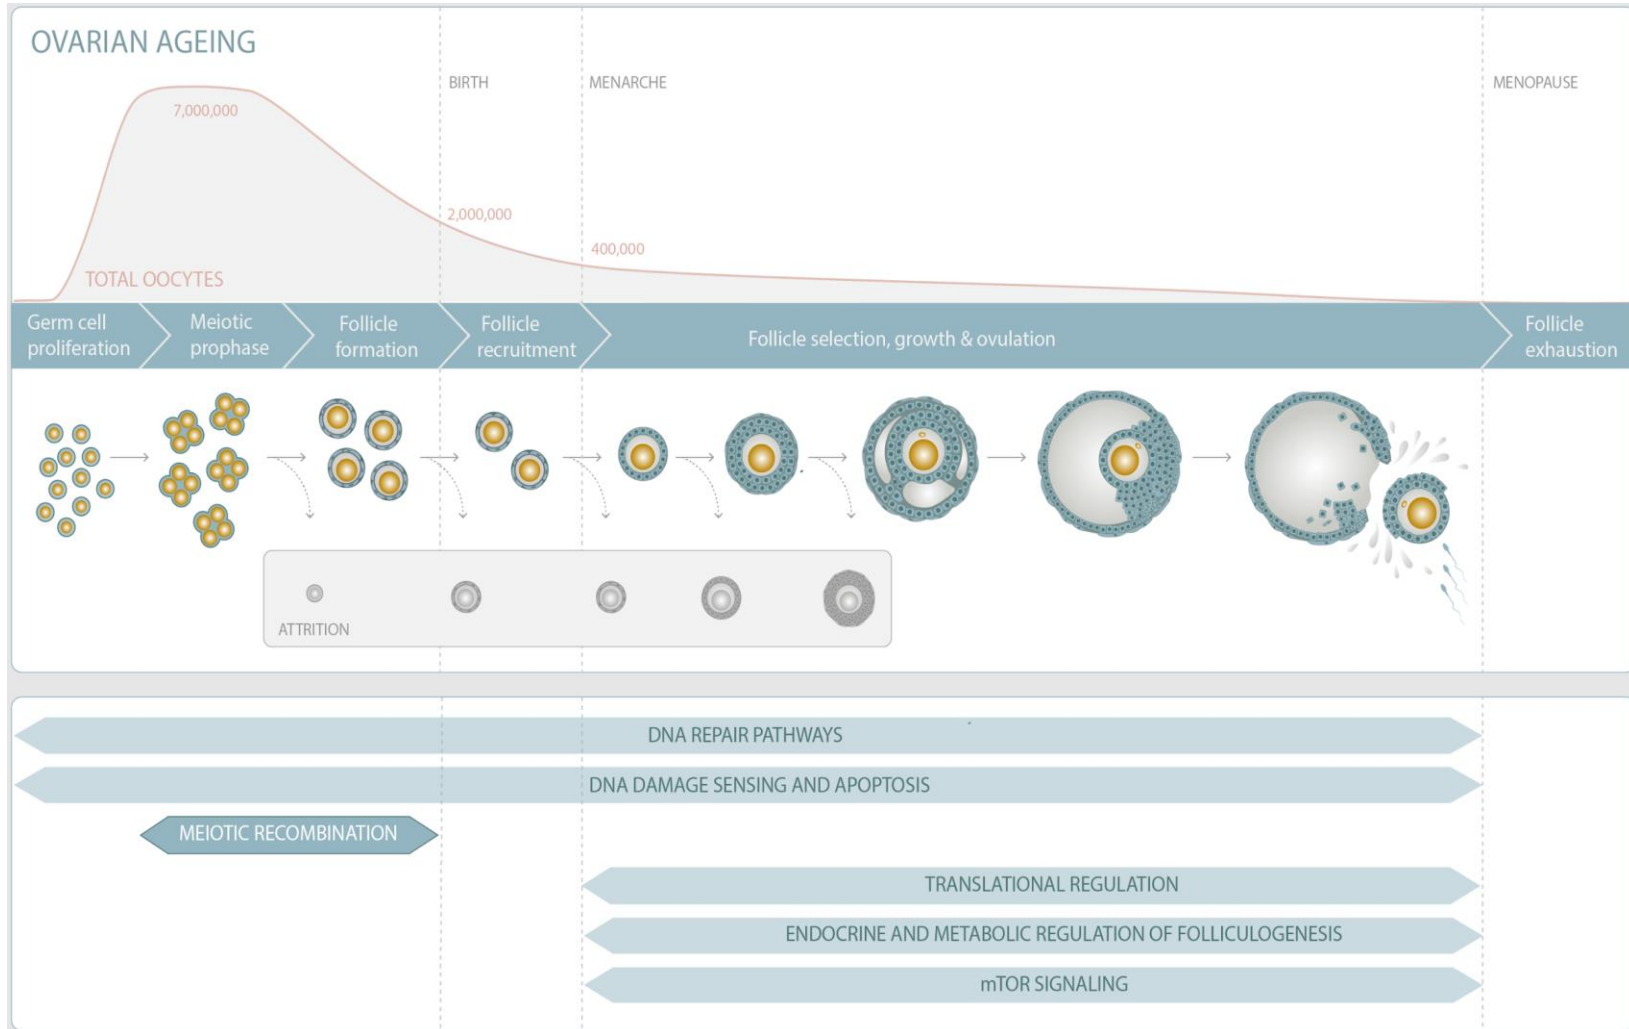 OVARIAN AGEING
BIRTH
MENARCHE
MENOPAUSE
7,000,000
2,000,000
400,000
TOTAL OOCYTES
Germ cell
proliferation
Meiotic
prophase
Follicle
formation
Follicle
recruitment
Follicle selection, growth & ovulation
Follicle
exhaustion
ATTRITION
DNA REPAIR PATHWAYS
DNA DAMAGE SENSING AND APOPTOSIS
MEIOTIC RECOMBINATION
TRANSLATIONAL REGULATION
ENDOCRINE AND METABOLIC REGULATION OF FOLLICULOGENESIS
mTOR SIGNALING